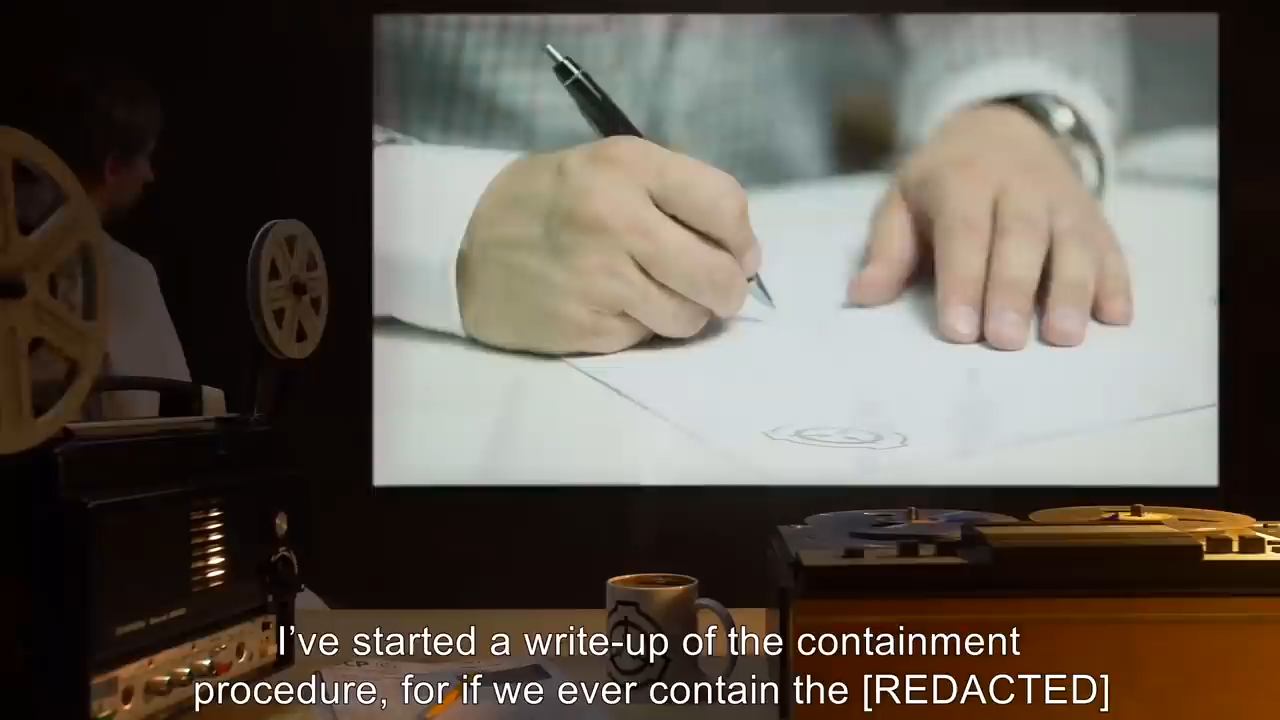 I’ve started a write-up of the containment
procedure, for if we ever contain the [REDACTED]